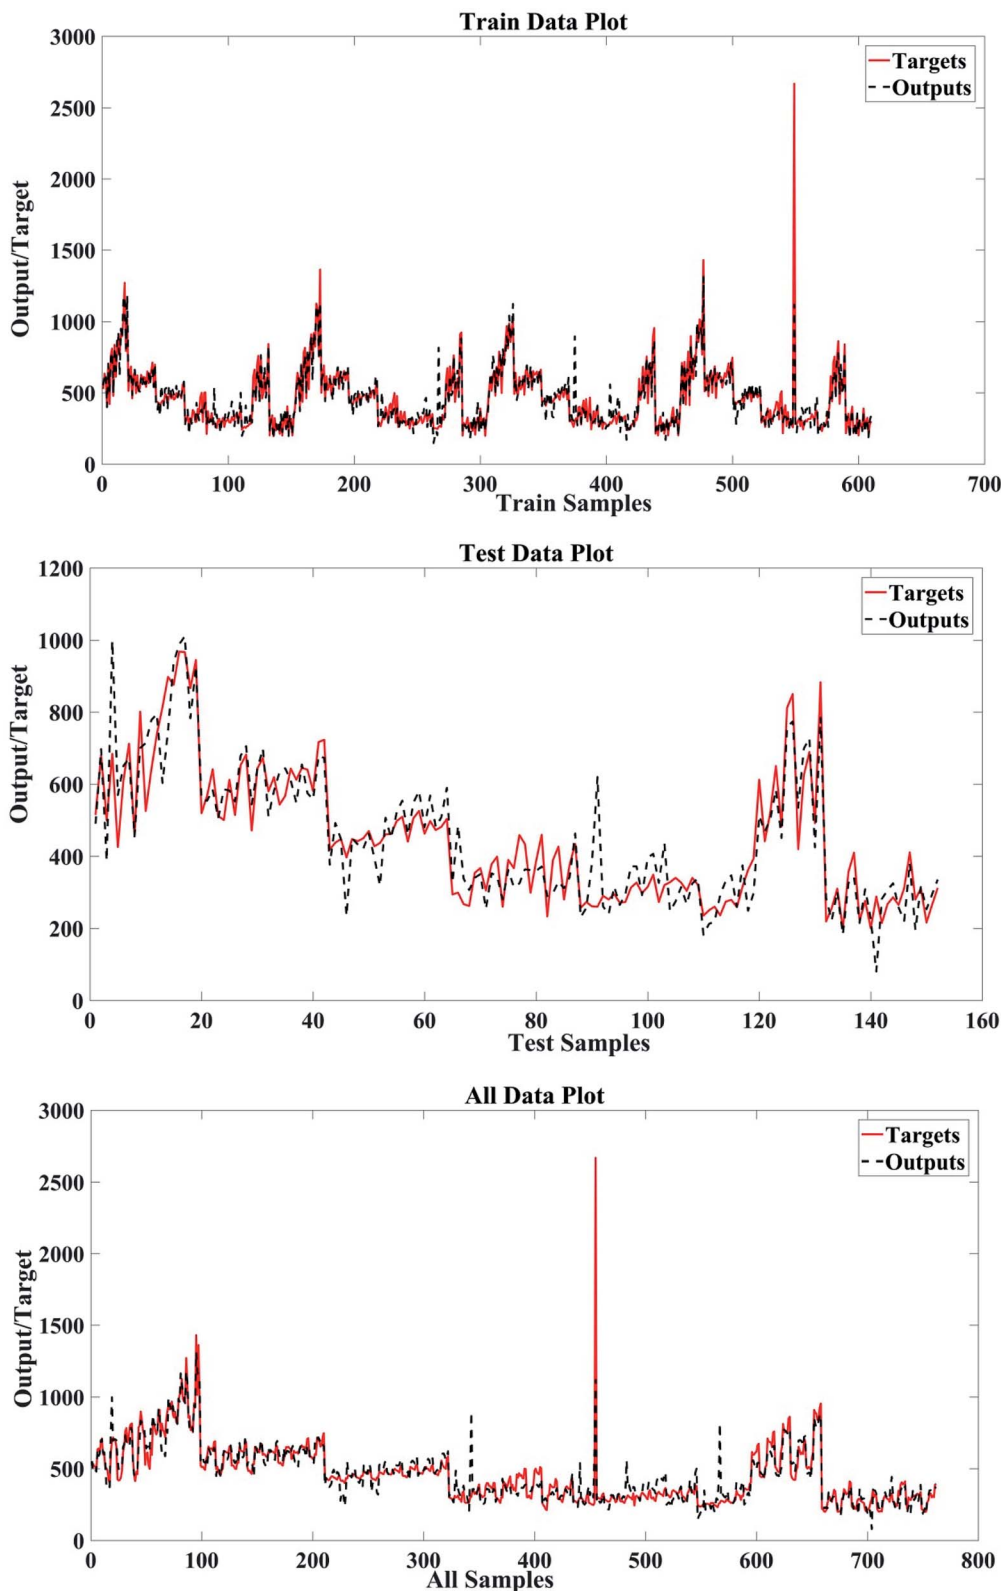 Train Data Plot
3000
2500
2000
1500
1000
500
0
Output/Target
Targets
Outputs
0 100 200 300 400 500 600 700
Train Samples
Test Data Plot
1200
1000
800
600
400
200
0
Output/Target
Targets
Outputs
0 20 40 60 80 100 120 140 160
Test Samples
All Data Plot
3000
2500
2000
1500
1000
500
0
Output/Target
Targets
Outputs
0 100 200 300 400 500 600 700 800
All Samples